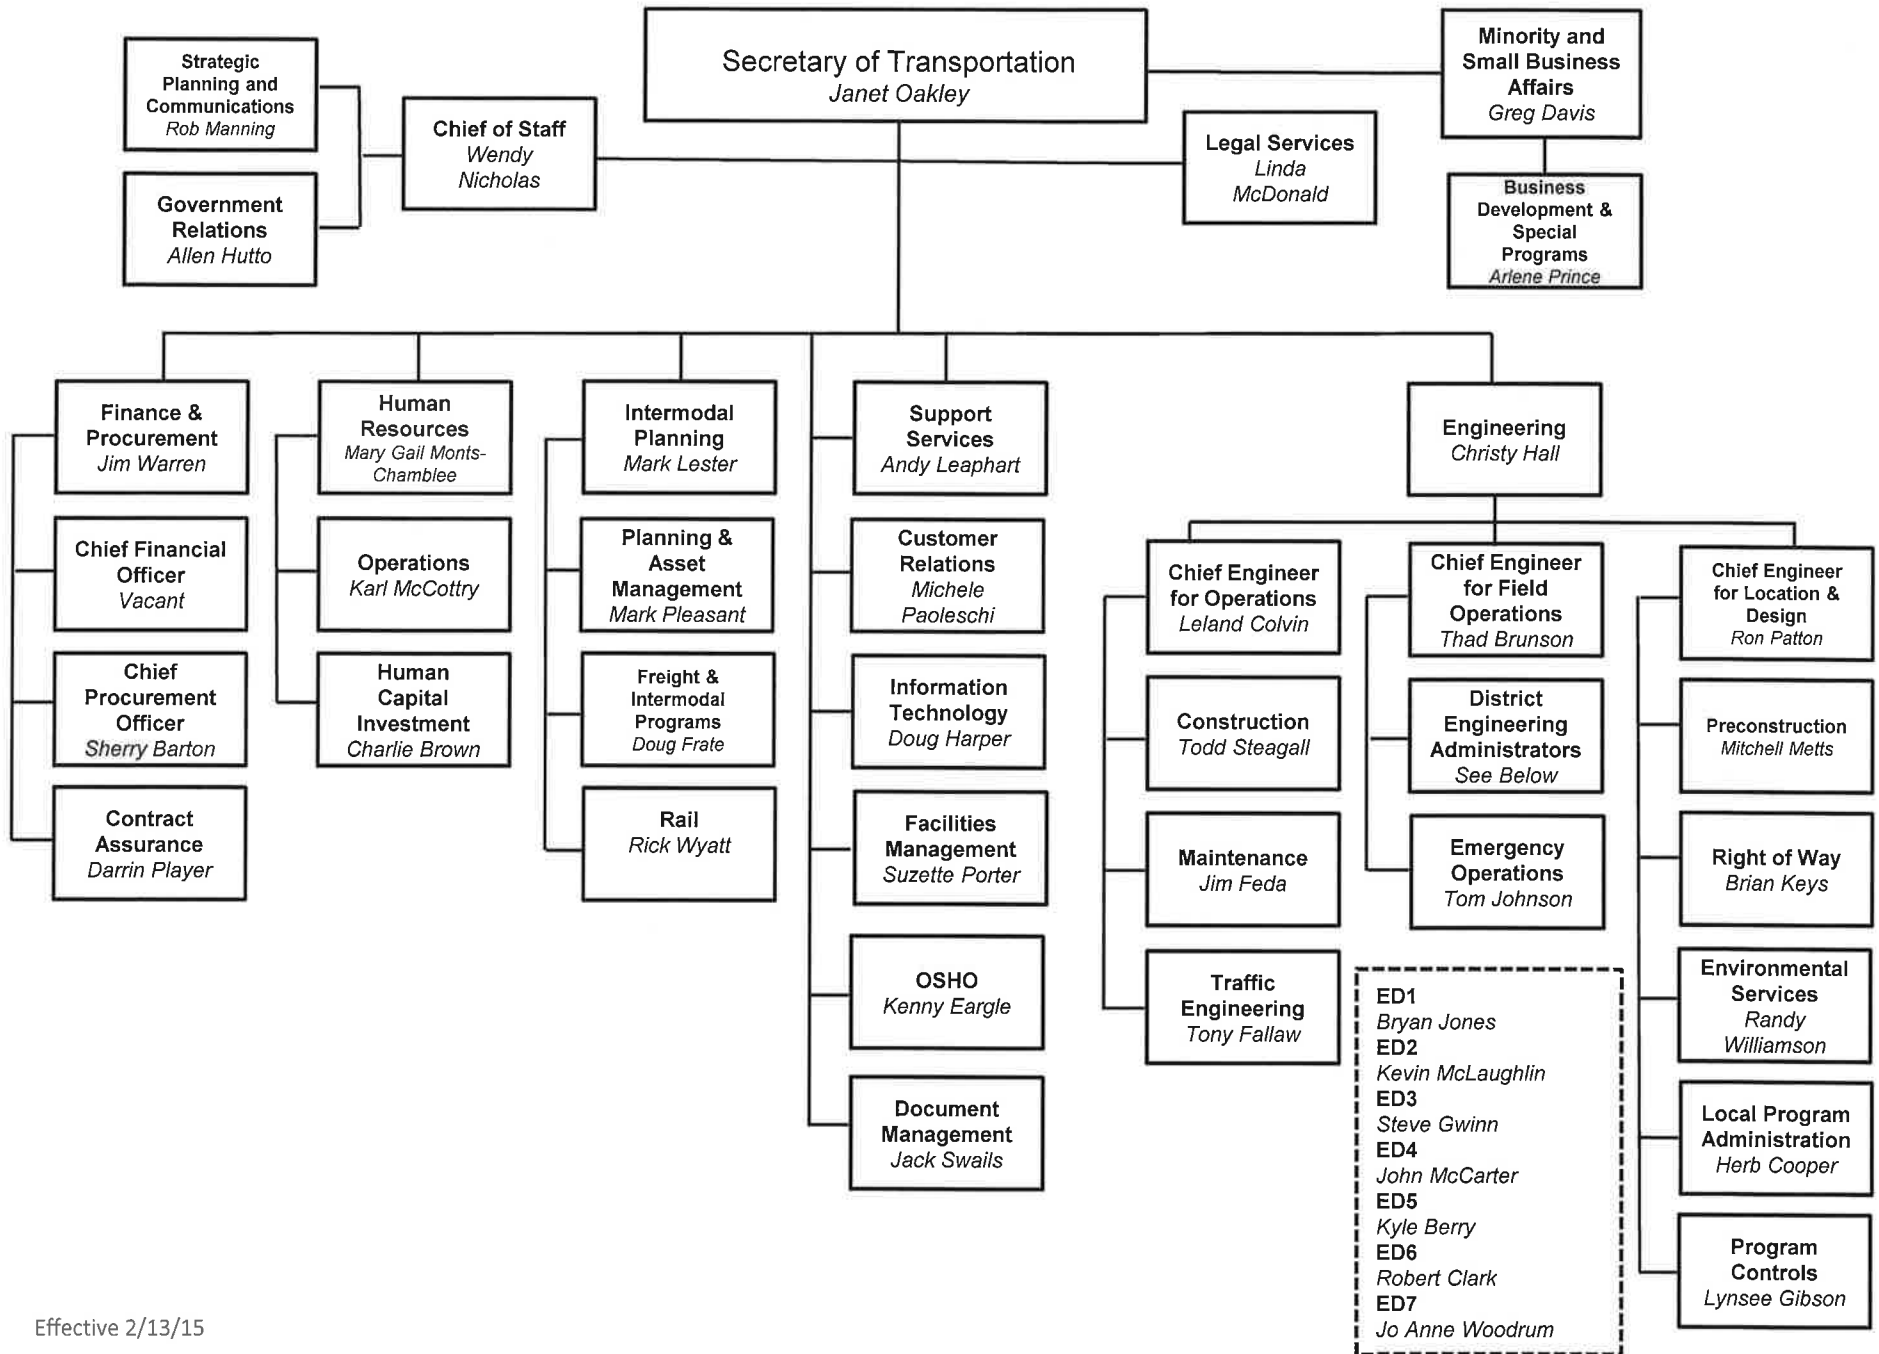 Secretary of Transportation
Janet Oakley
Strategic
Planning and
Communications
Rob Manning
Government
Relations
Allen Hutto
Chief of Staff
Wendy
Nicholas
Legal Services
Linda
McDonald
Minority and
Small Business
Affairs
Greg Davis
Business
Development &
Special
Programs
Arlene Prince
Finance &
Procurement
Jim Warren
Chief Financial
Officer
Vacant
Chief
Procurement
Officer
Sherry Barton
Contract
Assurance
Darrin Player
Human
Resources
Mary Gail Monts-
Chamblee
Operations
Karl McCottry
Human
Capital
Investment
Charlie Brown
Intermodal
Planning
Mark Lester
Planning &
Asset
Management
Mark Pleasant
Freight &
Intermodal
Programs
Doug Frate
Rail
Rick Wyatt
Support
Services
Andy Leaphart
Customer
Relations
Michele
Paoleschi
Information
Technology
Doug Harper
Facilities
Management
Suzette Porter
OSHO
Kenny Eargle
Document
Management
Jack Swails
Engineering
Christy Hall
Chief Engineer
for Operations
Leland Colvin
Construction
Todd Steagall
Maintenance
Jim Feda
Traffic
Engineering
Tony Fallaw
Chief Engineer
for Field
Operations
Thad Brunson
District
Engineering
Administrators
See Below
Emergency
Operations
Tom Johnson
ED1
Bryan Jones
ED2
Kevin McLaughlin
ED3
Steve Gwinn
ED4
John McCarter
ED5
Kyle Berry
ED6
Robert Clark
ED7
Jo Anne Woodrum
Chief Engineer
for Location &
Design
Ron Patton
Preconstruction
Mitchell Metts
Right of Way
Brian Keys
Environmental
Services
Randy
Williamson
Local Program
Administration
Herb Cooper
Program
Controls
Lynsee Gibson
Effective 2/13/15